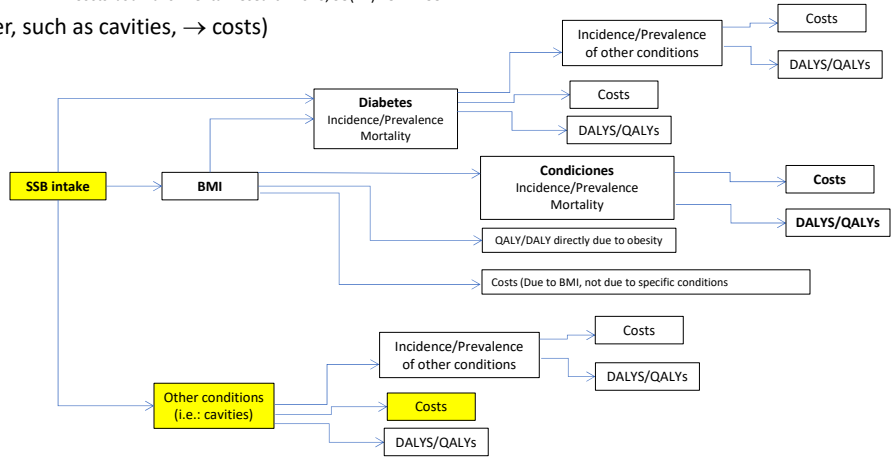 er, such as cavities, → costs)
Incidence/Prevalence
of other conditions
Costs
DALYS/QALYs
Diabetes
Incidence/Prevalence
Mortality
Costs
DALYS/QALYs
SSB intake
BMI
Condiciones
Incidence/Prevalence
Mortality
Costs
DALYS/QALYs
QALY/DALY directly due to obesity
Costs (Due to BMI, not due to specific conditions
Incidence/Prevalence
of other conditions
Costs
DALYS/QALYs
Other conditions
(i.e.: cavities)
Costs
DALYS/QALYs